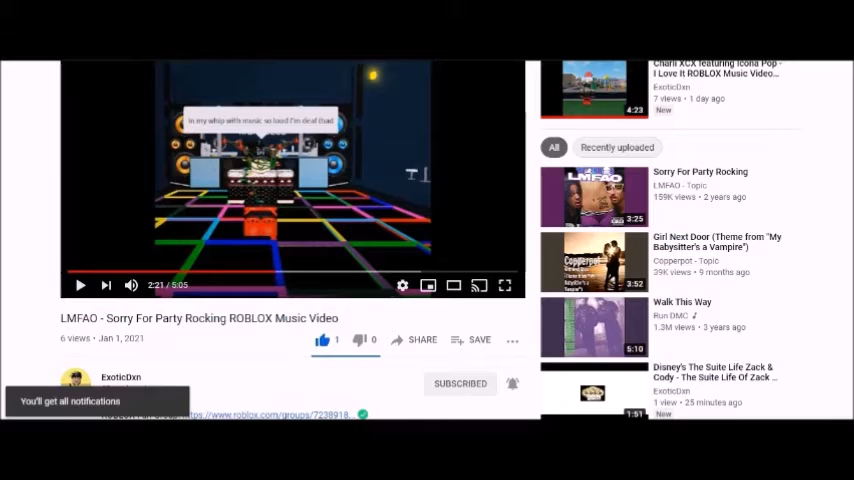 In my whip with music so loud I'm deaf (bad
2:21 / 5:05
LMFAO - Sorry For Party Rocking ROBLOX Music Video
6 views • Jan 1, 2021
1
0
SHARE
SAVE
ExoticDxn
SUBSCRIBED
You'll get all notifications
https://www.roblox.com/groups/7238918...
Charli XCX featuring Icona Pop -
I Love It ROBLOX Music Video...
ExoticDxn
7 views • 1 day ago
New
4:23
All
Recently uploaded
LMFAO
3:25
Sorry For Party Rocking
LMFAO - Topic
159K views • 2 years ago
Copperpot
3:52
Girl Next Door (Theme from "My
Babysitter's a Vampire")
Copperpot - Topic
39K views • 9 months ago
5:10
Walk This Way
Run DMC
1.3M views • 3 years ago
1:51
Disney's The Suite Life Zack &
Cody - The Suite Life Of Zack ...
ExoticDxn
1 view • 25 minutes ago
New